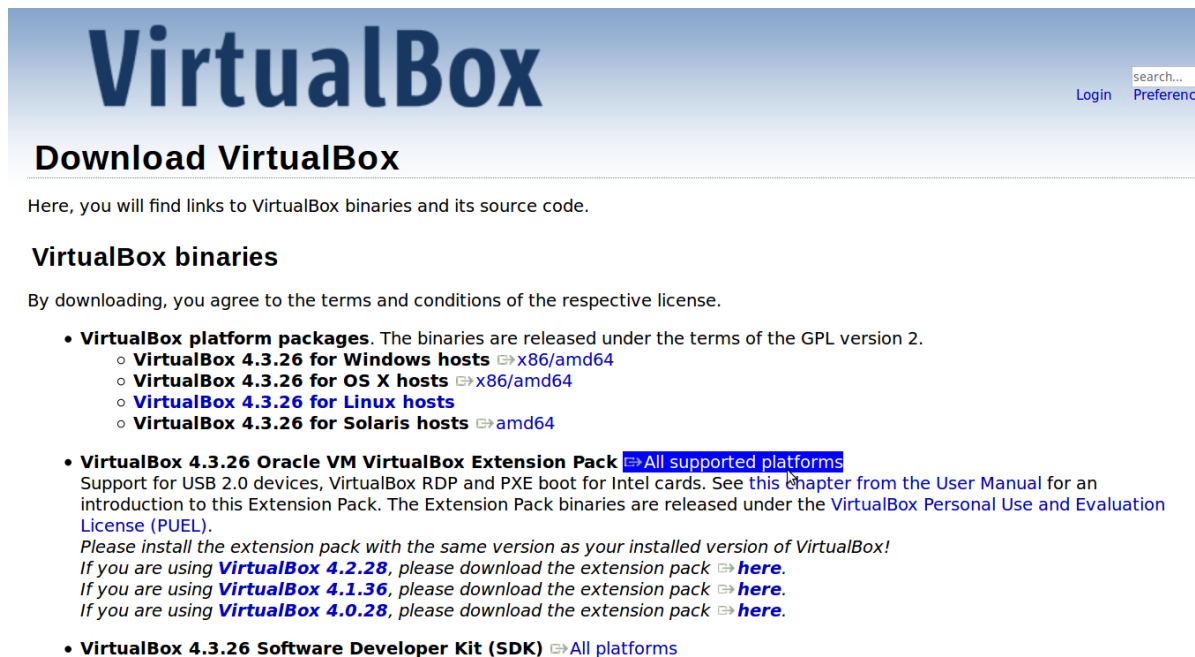 VirtualBox
search...
Login Preferenc
Download VirtualBox
Here, you will find links to VirtualBox binaries and its source code.
VirtualBox binaries
By downloading, you agree to the terms and conditions of the respective license.
VirtualBox platform packages. The binaries are released under the terms of the GPL version 2.
VirtualBox 4.3.26 for Windows hosts x86/amd64
VirtualBox 4.3.26 for OS X hosts x86/amd64
VirtualBox 4.3.26 for Linux hosts
VirtualBox 4.3.26 for Solaris hosts amd64
VirtualBox 4.3.26 Oracle VM VirtualBox Extension Pack All supported platforms
Support for USB 2.0 devices, VirtualBox RDP and PXE boot for Intel cards. See this chapter from the User Manual for an
introduction to this Extension Pack. The Extension Pack binaries are released under the VirtualBox Personal Use and Evaluation
License (PUEL).
Please install the extension pack with the same version as your installed version of VirtualBox!
If you are using VirtualBox 4.2.28, please download the extension pack here.
If you are using VirtualBox 4.1.36, please download the extension pack here.
If you are using VirtualBox 4.0.28, please download the extension pack here.
VirtualBox 4.3.26 Software Developer Kit (SDK) All platforms